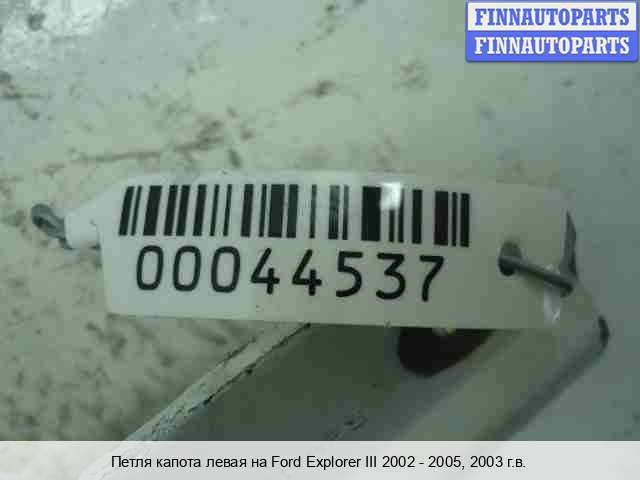 FINNAUTOPARTS
FINNAUTOPARTS
00044537
Петля капота левая на Ford Explorer III 2002 - 2005, 2003 г.в.